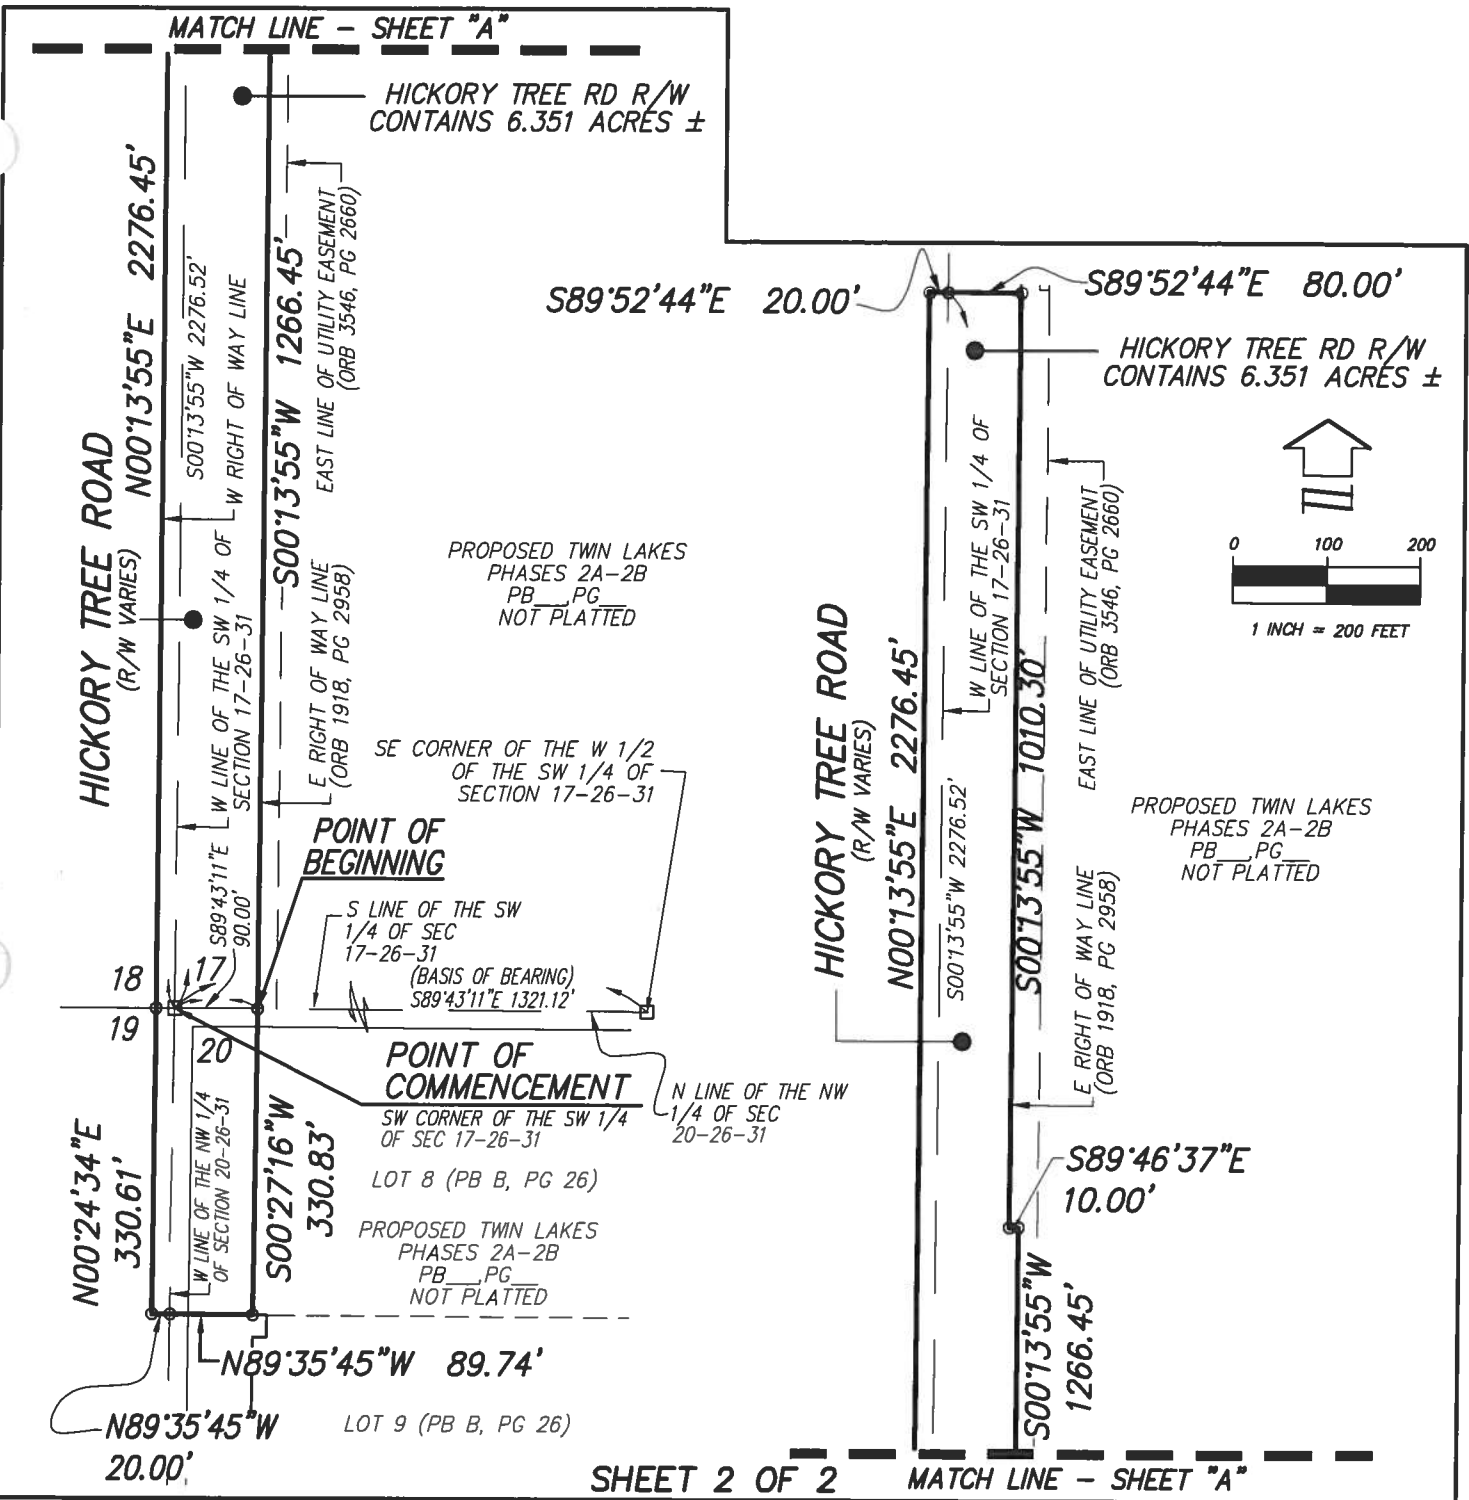 MATCH LINE - SHEET "A"
HICKORY TREE RD R/W
CONTAINS 6.351 ACRES ±
N00°13'55"E 2276.45'
S00°13'55"W 2276.52'
W RIGHT OF WAY LINE
S00°13'55"W 1266.45'
EAST LINE OF UTILITY EASEMENT
(ORB 3546, PG 2660)
HICKORY TREE ROAD
(R/W VARIES)
W LINE OF THE SW 1/4 OF
SECTION 17-26-31
E RIGHT OF WAY LINE
(ORB 1918, PG 2958)
PROPOSED TWIN LAKES
PHASES 2A-2B
PB___,PG___
NOT PLATTED
SE CORNER OF THE W 1/2
OF THE SW 1/4 OF
SECTION 17-26-31
POINT OF
BEGINNING
S89°43'11"E
90.00'
S LINE OF THE SW
1/4 OF SEC
17-26-31
(BASIS OF BEARING)
S89°43'11"E 1321.12'
18
17
19
20
POINT OF
COMMENCEMENT
SW CORNER OF THE SW 1/4
OF SEC 17-26-31
N LINE OF THE NW
1/4 OF SEC
20-26-31
N00°24'34"E
330.61'
W LINE OF THE NW 1/4
OF SECTION 20-26-31
S00°27'16"W
330.83'
LOT 8 (PB B, PG 26)
PROPOSED TWIN LAKES
PHASES 2A-2B
PB___,PG___
NOT PLATTED
N89°35'45"W 89.74'
N89°35'45"W
20.00'
LOT 9 (PB B, PG 26)
S89°52'44"E 20.00'
S89°52'44"E 80.00'
HICKORY TREE RD R/W
CONTAINS 6.351 ACRES ±
0 100 200
1 INCH = 200 FEET
W LINE OF THE SW 1/4 OF
SECTION 17-26-31
EAST LINE OF UTILITY EASEMENT
(ORB 3546, PG 2660)
HICKORY TREE ROAD
(R/W VARIES)
N00°13'55"E 2276.45'
S00°13'55"W 2276.52'
S00°13'55"W 1010.30'
PROPOSED TWIN LAKES
PHASES 2A-2B
PB___,PG___
NOT PLATTED
E RIGHT OF WAY LINE
(ORB 1918, PG 2958)
S89°46'37"E
10.00'
S00°13'55"W
1266.45'
SHEET 2 OF 2
MATCH LINE - SHEET "A"